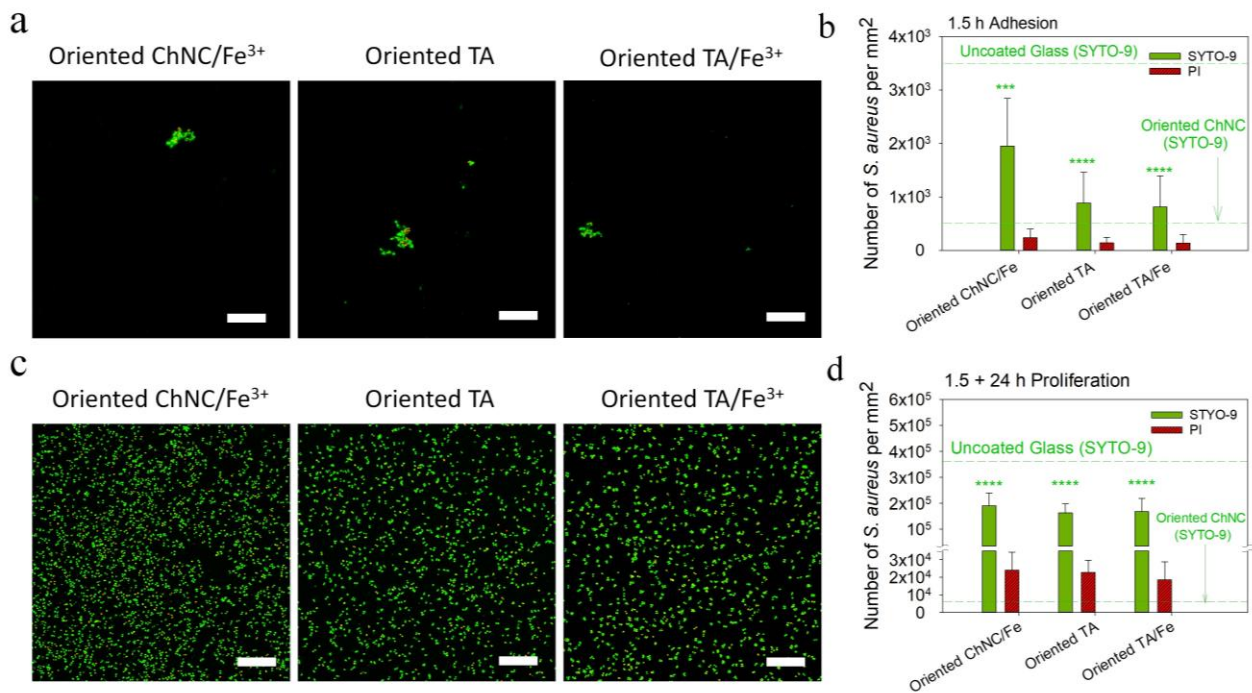 a
Oriented ChNC/Fe³⁺
Oriented TA
Oriented TA/Fe³⁺
b
1.5 h Adhesion
Number of S. aureus per mm²
4x10³
3x10³
2x10³
1x10³
0
Uncoated Glass (SYTO-9)
SYTO-9
PI
***
****
****
Oriented ChNC
(SYTO-9)
Oriented ChNC/Fe
Oriented TA
Oriented TA/Fe
c
Oriented ChNC/Fe³⁺
Oriented TA
Oriented TA/Fe³⁺
d
1.5 + 24 h Proliferation
Number of S. aureus per mm²
6x10⁵
5x10⁵
4x10⁵
3x10⁵
2x10⁵
10⁵
3x10⁴
2x10⁴
10⁴
0
STYO-9
PI
Uncoated Glass (SYTO-9)
****
****
****
Oriented ChNC
(SYTO-9)
Oriented ChNC/Fe
Oriented TA
Oriented TA/Fe